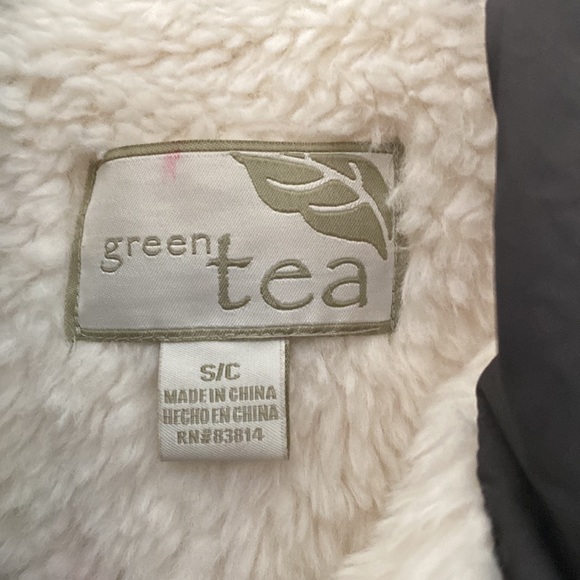 green
tea
S/C
MADE IN CHINA
HECHO EN CHINA
RN#83814